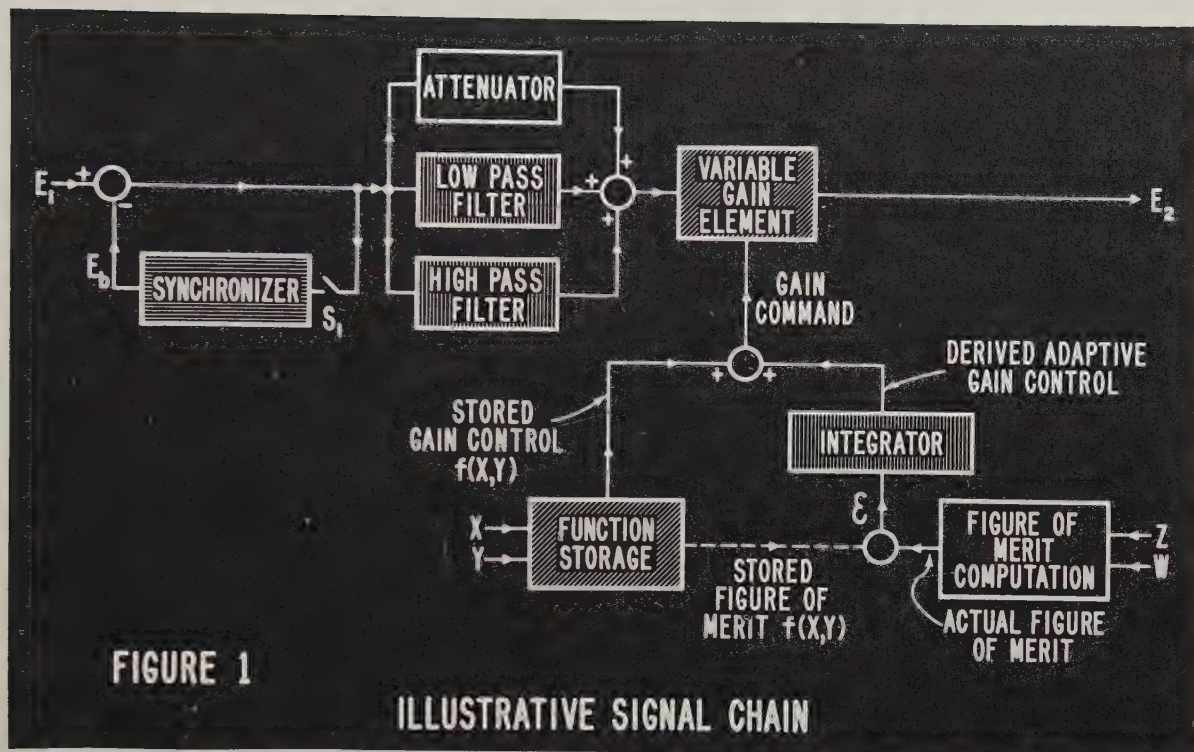 ATTENUATOR
E₁
+
-
LOW PASS
FILTER
+
+
+
VARIABLE
GAIN
ELEMENT
E₂
E_b
SYNCHRONIZER
S₁
HIGH PASS
FILTER
GAIN
COMMAND
+
+
DERIVED ADAPTIVE
GAIN CONTROL
STORED
GAIN CONTROL
f(X,Y)
INTEGRATOR
X
Y
FUNCTION
STORAGE
ε
FIGURE OF
MERIT
COMPUTATION
Z
W
STORED
FIGURE OF
MERIT f(X,Y)
ACTUAL FIGURE
OF MERIT
FIGURE 1
ILLUSTRATIVE SIGNAL CHAIN